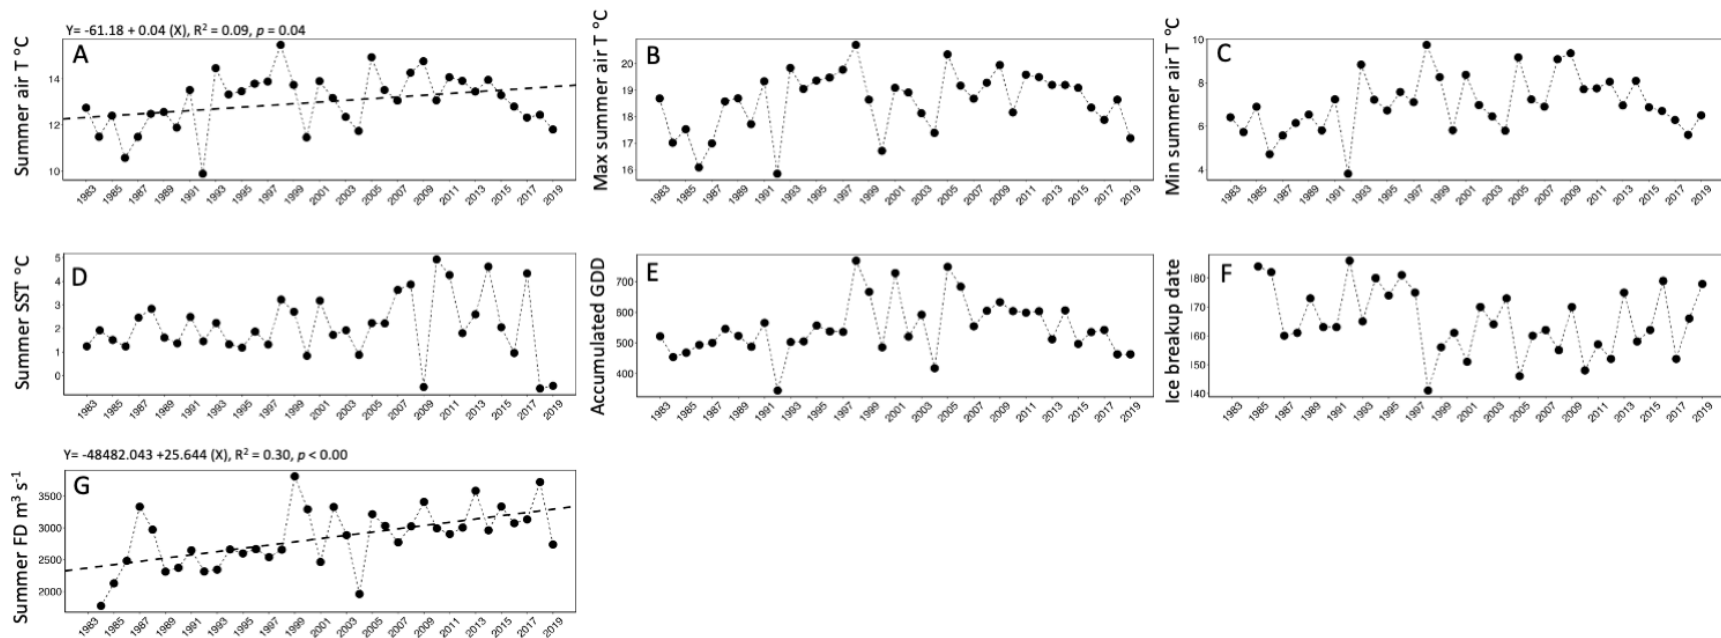 Y= -61.18 + 0.04 (X), R² = 0.09, p = 0.04
A
Summer air T °C
14
12
10
1983 1985 1987 1989 1991 1993 1995 1997 1999 2001 2003 2005 2007 2009 2011 2013 2015 2017 2019
B
Max summer air T °C
20
19
18
17
16
1983 1985 1987 1989 1991 1993 1995 1997 1999 2001 2003 2005 2007 2009 2011 2013 2015 2017 2019
C
Min summer air T °C
10
8
6
4
1983 1985 1987 1989 1991 1993 1995 1997 1999 2001 2003 2005 2007 2009 2011 2013 2015 2017 2019
D
Summer SST °C
5
4
3
2
1
0
1983 1985 1987 1989 1991 1993 1995 1997 1999 2001 2003 2005 2007 2009 2011 2013 2015 2017 2019
E
Accumulated GDD
700
600
500
400
1983 1985 1987 1989 1991 1993 1995 1997 1999 2001 2003 2005 2007 2009 2011 2013 2015 2017 2019
F
Ice breakup date
180
170
160
150
140
1983 1985 1987 1989 1991 1993 1995 1997 1999 2001 2003 2005 2007 2009 2011 2013 2015 2017 2019
Y= -48482.043 +25.644 (X), R² = 0.30, p < 0.00
G
Summer FD m³ s⁻¹
3500
3000
2500
2000
1983 1985 1987 1989 1991 1993 1995 1997 1999 2001 2003 2005 2007 2009 2011 2013 2015 2017 2019